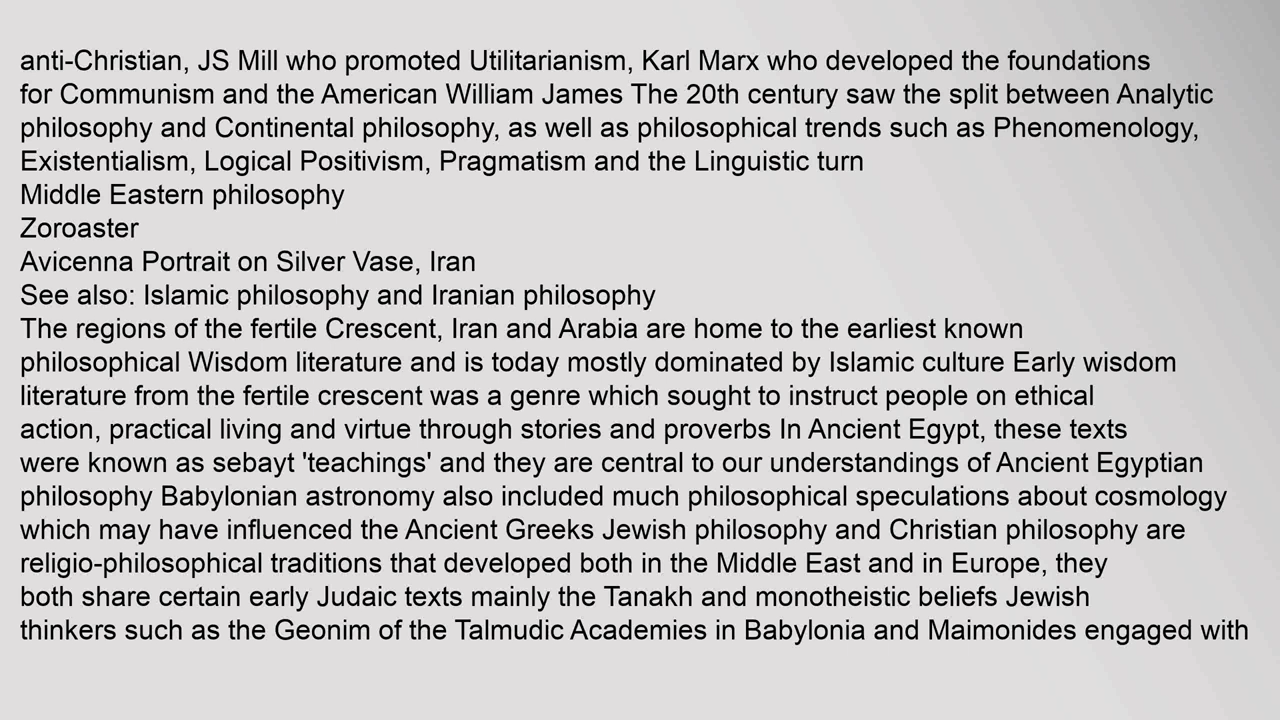 anti-Christian, JS Mill who promoted Utilitarianism, Karl Marx who developed the foundations
for Communism and the American William James The 20th century saw the split between Analytic
philosophy and Continental philosophy, as well as philosophical trends such as Phenomenology,
Existentialism, Logical Positivism, Pragmatism and the Linguistic turn
Middle Eastern philosophy
Zoroaster
Avicenna Portrait on Silver Vase, Iran
See also: Islamic philosophy and Iranian philosophy
The regions of the fertile Crescent, Iran and Arabia are home to the earliest known
philosophical Wisdom literature and is today mostly dominated by Islamic culture Early wisdom
literature from the fertile crescent was a genre which sought to instruct people on ethical
action, practical living and virtue through stories and proverbs In Ancient Egypt, these texts
were known as sebayt 'teachings' and they are central to our understandings of Ancient Egyptian
philosophy Babylonian astronomy also included much philosophical speculations about cosmology
which may have influenced the Ancient Greeks Jewish philosophy and Christian philosophy are
religio-philosophical traditions that developed both in the Middle East and in Europe, they
both share certain early Judaic texts mainly the Tanakh and monotheistic beliefs Jewish
thinkers such as the Geonim of the Talmudic Academies in Babylonia and Maimonides engaged with